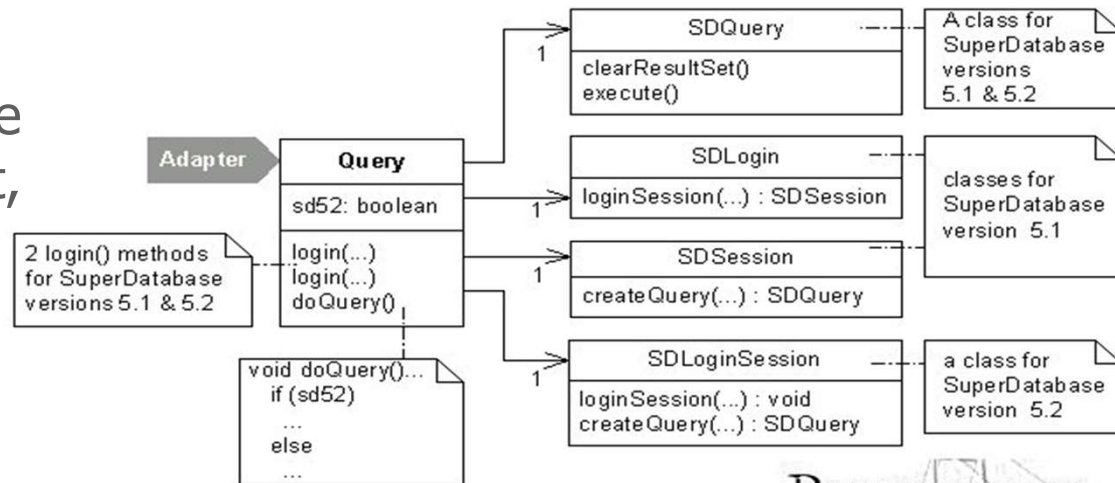 e
t,
Adapter
Query
sd52: boolean
login(...)
login(...)
doQuery()
2 login() methods
for SuperDatabase
versions 5.1 & 5.2
void doQuery()...
if (sd52)
...
else
...
1
SDQuery
clearResultSet()
execute()
A class for
SuperDatabase
versions
5.1 & 5.2
1
SDLogin
loginSession(...) : SDSession
classes for
SuperDatabase
version 5.1
1
SDSession
createQuery(...) : SDQuery
1
SDLoginSession
loginSession(...) : void
createQuery(...) : SDQuery
a class for
SuperDatabase
version 5.2